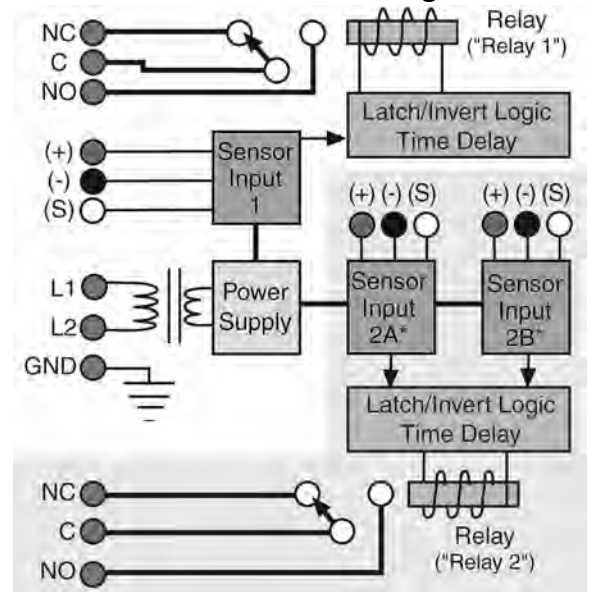 NC
C
NO
Relay
("Relay 1")
Latch/Invert Logic
Time Delay
(+)
(-)
(S)
Sensor
Input
1
(+) (-) (S)
(+) (-) (S)
L1
L2
GND
Power
Supply
Sensor
Input
2A*
Sensor
Input
2B*
Latch/Invert Logic
Time Delay
NC
C
NO
Relay
("Relay 2")